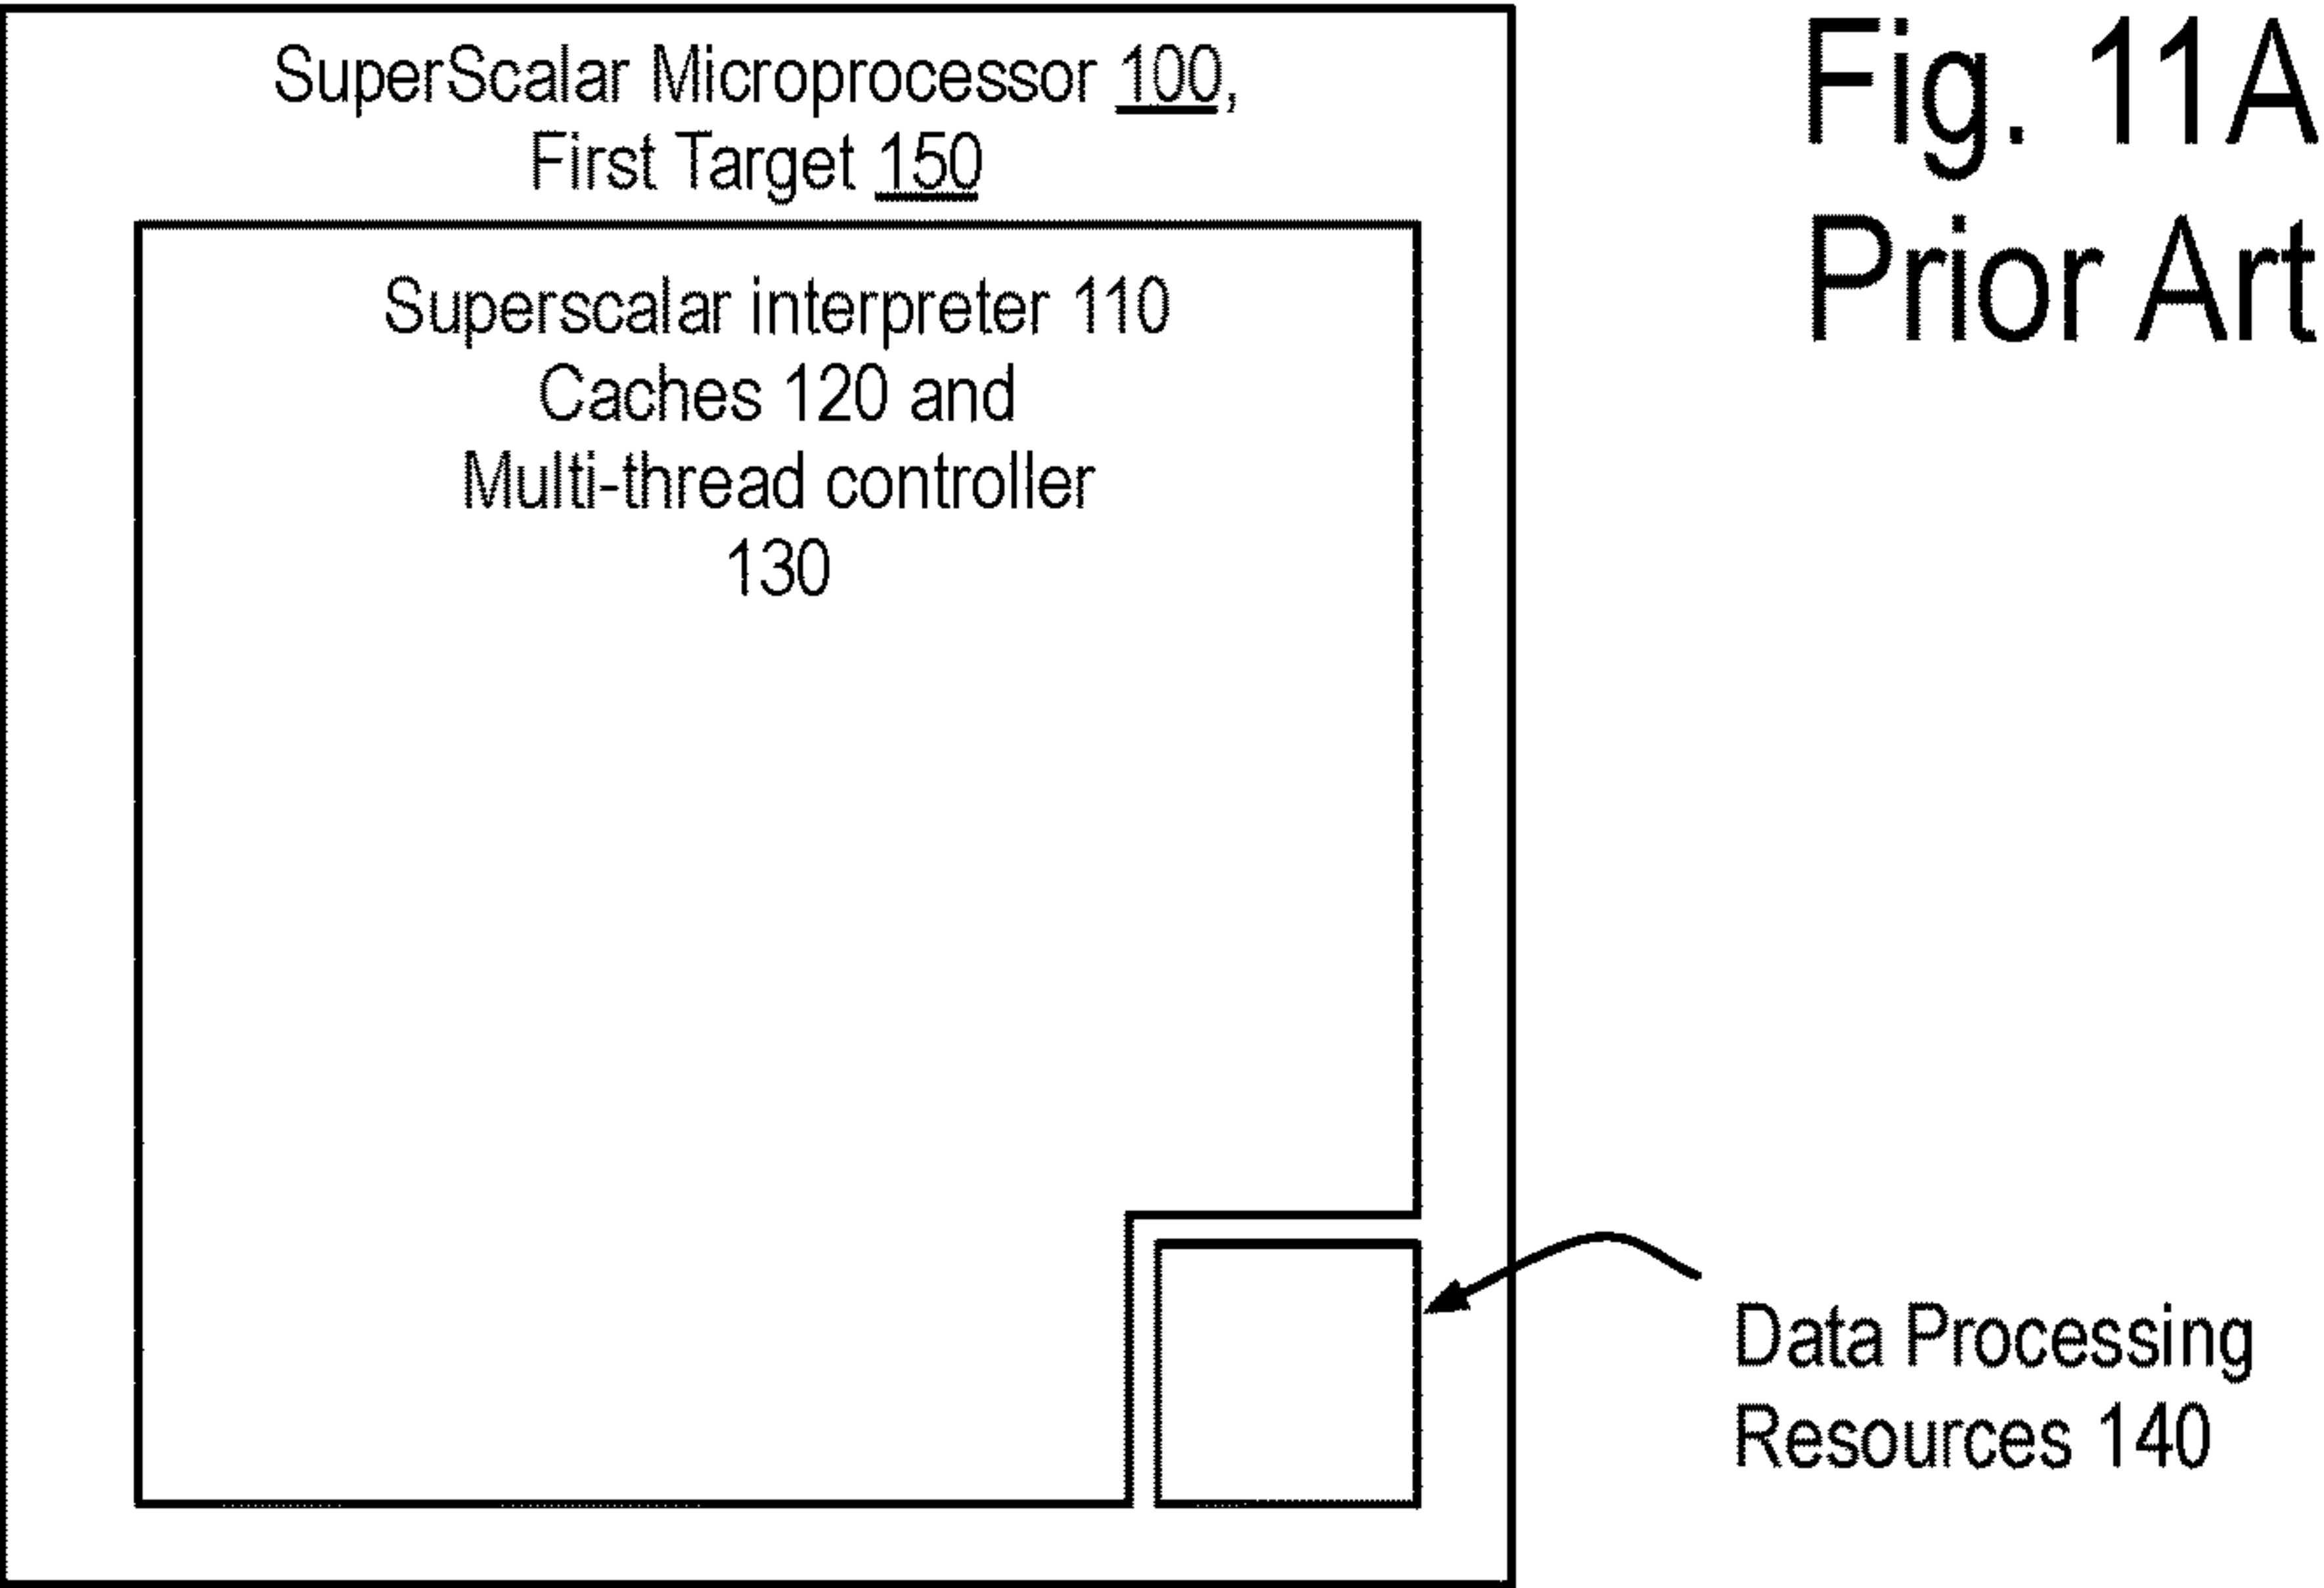 SuperScalar Microprocessor 100,
First Target 150
Fig. 11A
Prior Art
Superscalar interpreter 110
Caches 120 and
Multi-thread controller
130
Data Processing
Resources 140